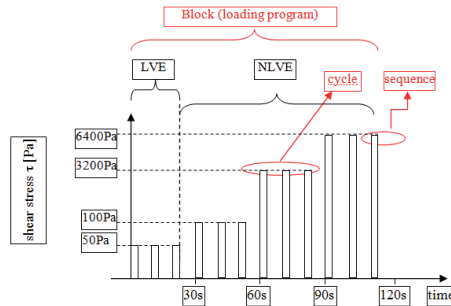 Block (loading program)
LVE
NLVE
cycle
sequence
shear stress τ [Pa]
6400Pa
3200Pa
100Pa
50Pa
30s
60s
90s
120s
time